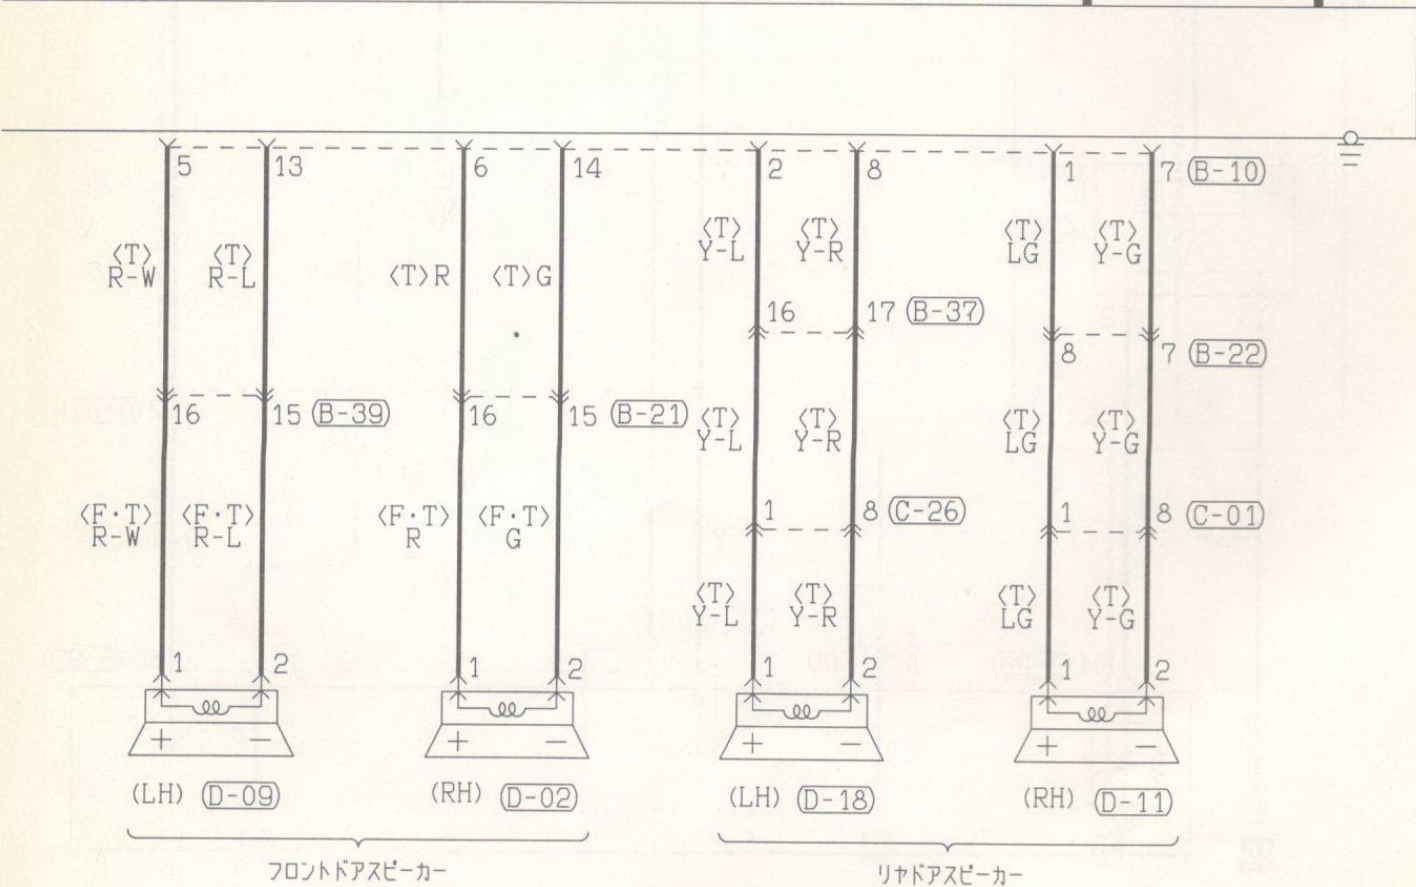 5 13 6 14 2 8 1 7 (B-10)
〈T〉 〈T〉 〈T〉R 〈T〉G 〈T〉 〈T〉 〈T〉 〈T〉
R-W R-L Y-L Y-R LG Y-G
16 17 (B-37)
8 7 (B-22)
16 15 (B-39) 16 15 (B-21)
〈T〉 〈T〉 〈T〉 〈T〉
Y-L Y-R LG Y-G
〈F·T〉 〈F·T〉 〈F·T〉 〈F·T〉 1 8 (C-26) 1 8 (C-01)
R-W R-L R G
〈T〉 〈T〉 〈T〉 〈T〉
Y-L Y-R LG Y-G
1 2 1 2 1 2 1 2
+ − + − + − + −
(LH) (D-09) (RH) (D-02) (LH) (D-18) (RH) (D-11)
フロントドアスピーカー リヤドアスピーカー